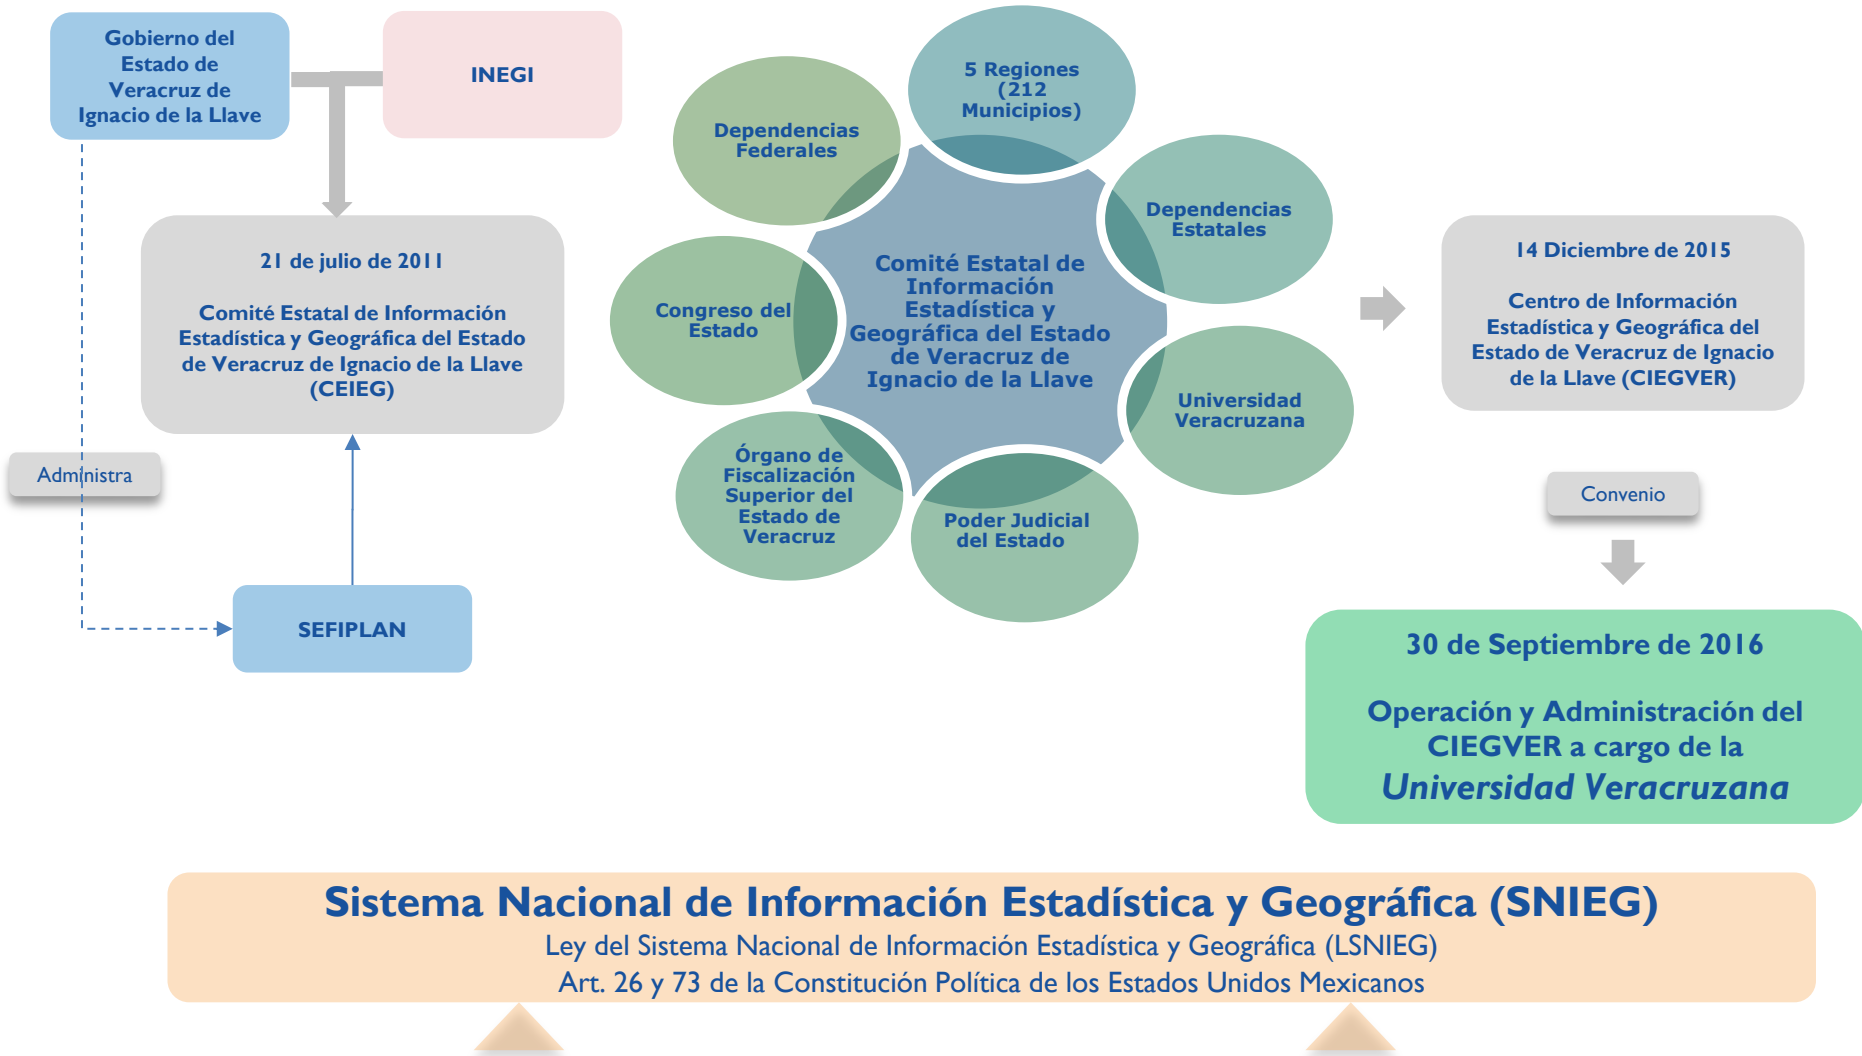 Gobierno del
Estado de
Veracruz de
Ignacio de la Llave
INEGI
21 de julio de 2011
Comité Estatal de Información
Estadística y Geográfica del Estado
de Veracruz de Ignacio de la Llave
(CEIEG)
Administra
SEFIPLAN
5 Regiones
(212
Municipios)
Dependencias
Federales
Dependencias
Estatales
Congreso del
Estado
Comité Estatal de
Información
Estadística y
Geográfica del Estado
de Veracruz de
Ignacio de la Llave
Universidad
Veracruzana
Órgano de
Fiscalización
Superior del
Estado de
Veracruz
Poder Judicial
del Estado
14 Diciembre de 2015
Centro de Información
Estadística y Geográfica del
Estado de Veracruz de Ignacio
de la Llave (CIEGVER)
Convenio
30 de Septiembre de 2016
Operación y Administración del
CIEGVER a cargo de la
Universidad Veracruzana
Sistema Nacional de Información Estadística y Geográfica (SNIEG)
Ley del Sistema Nacional de Información Estadística y Geográfica (LSNIEG)
Art. 26 y 73 de la Constitución Política de los Estados Unidos Mexicanos